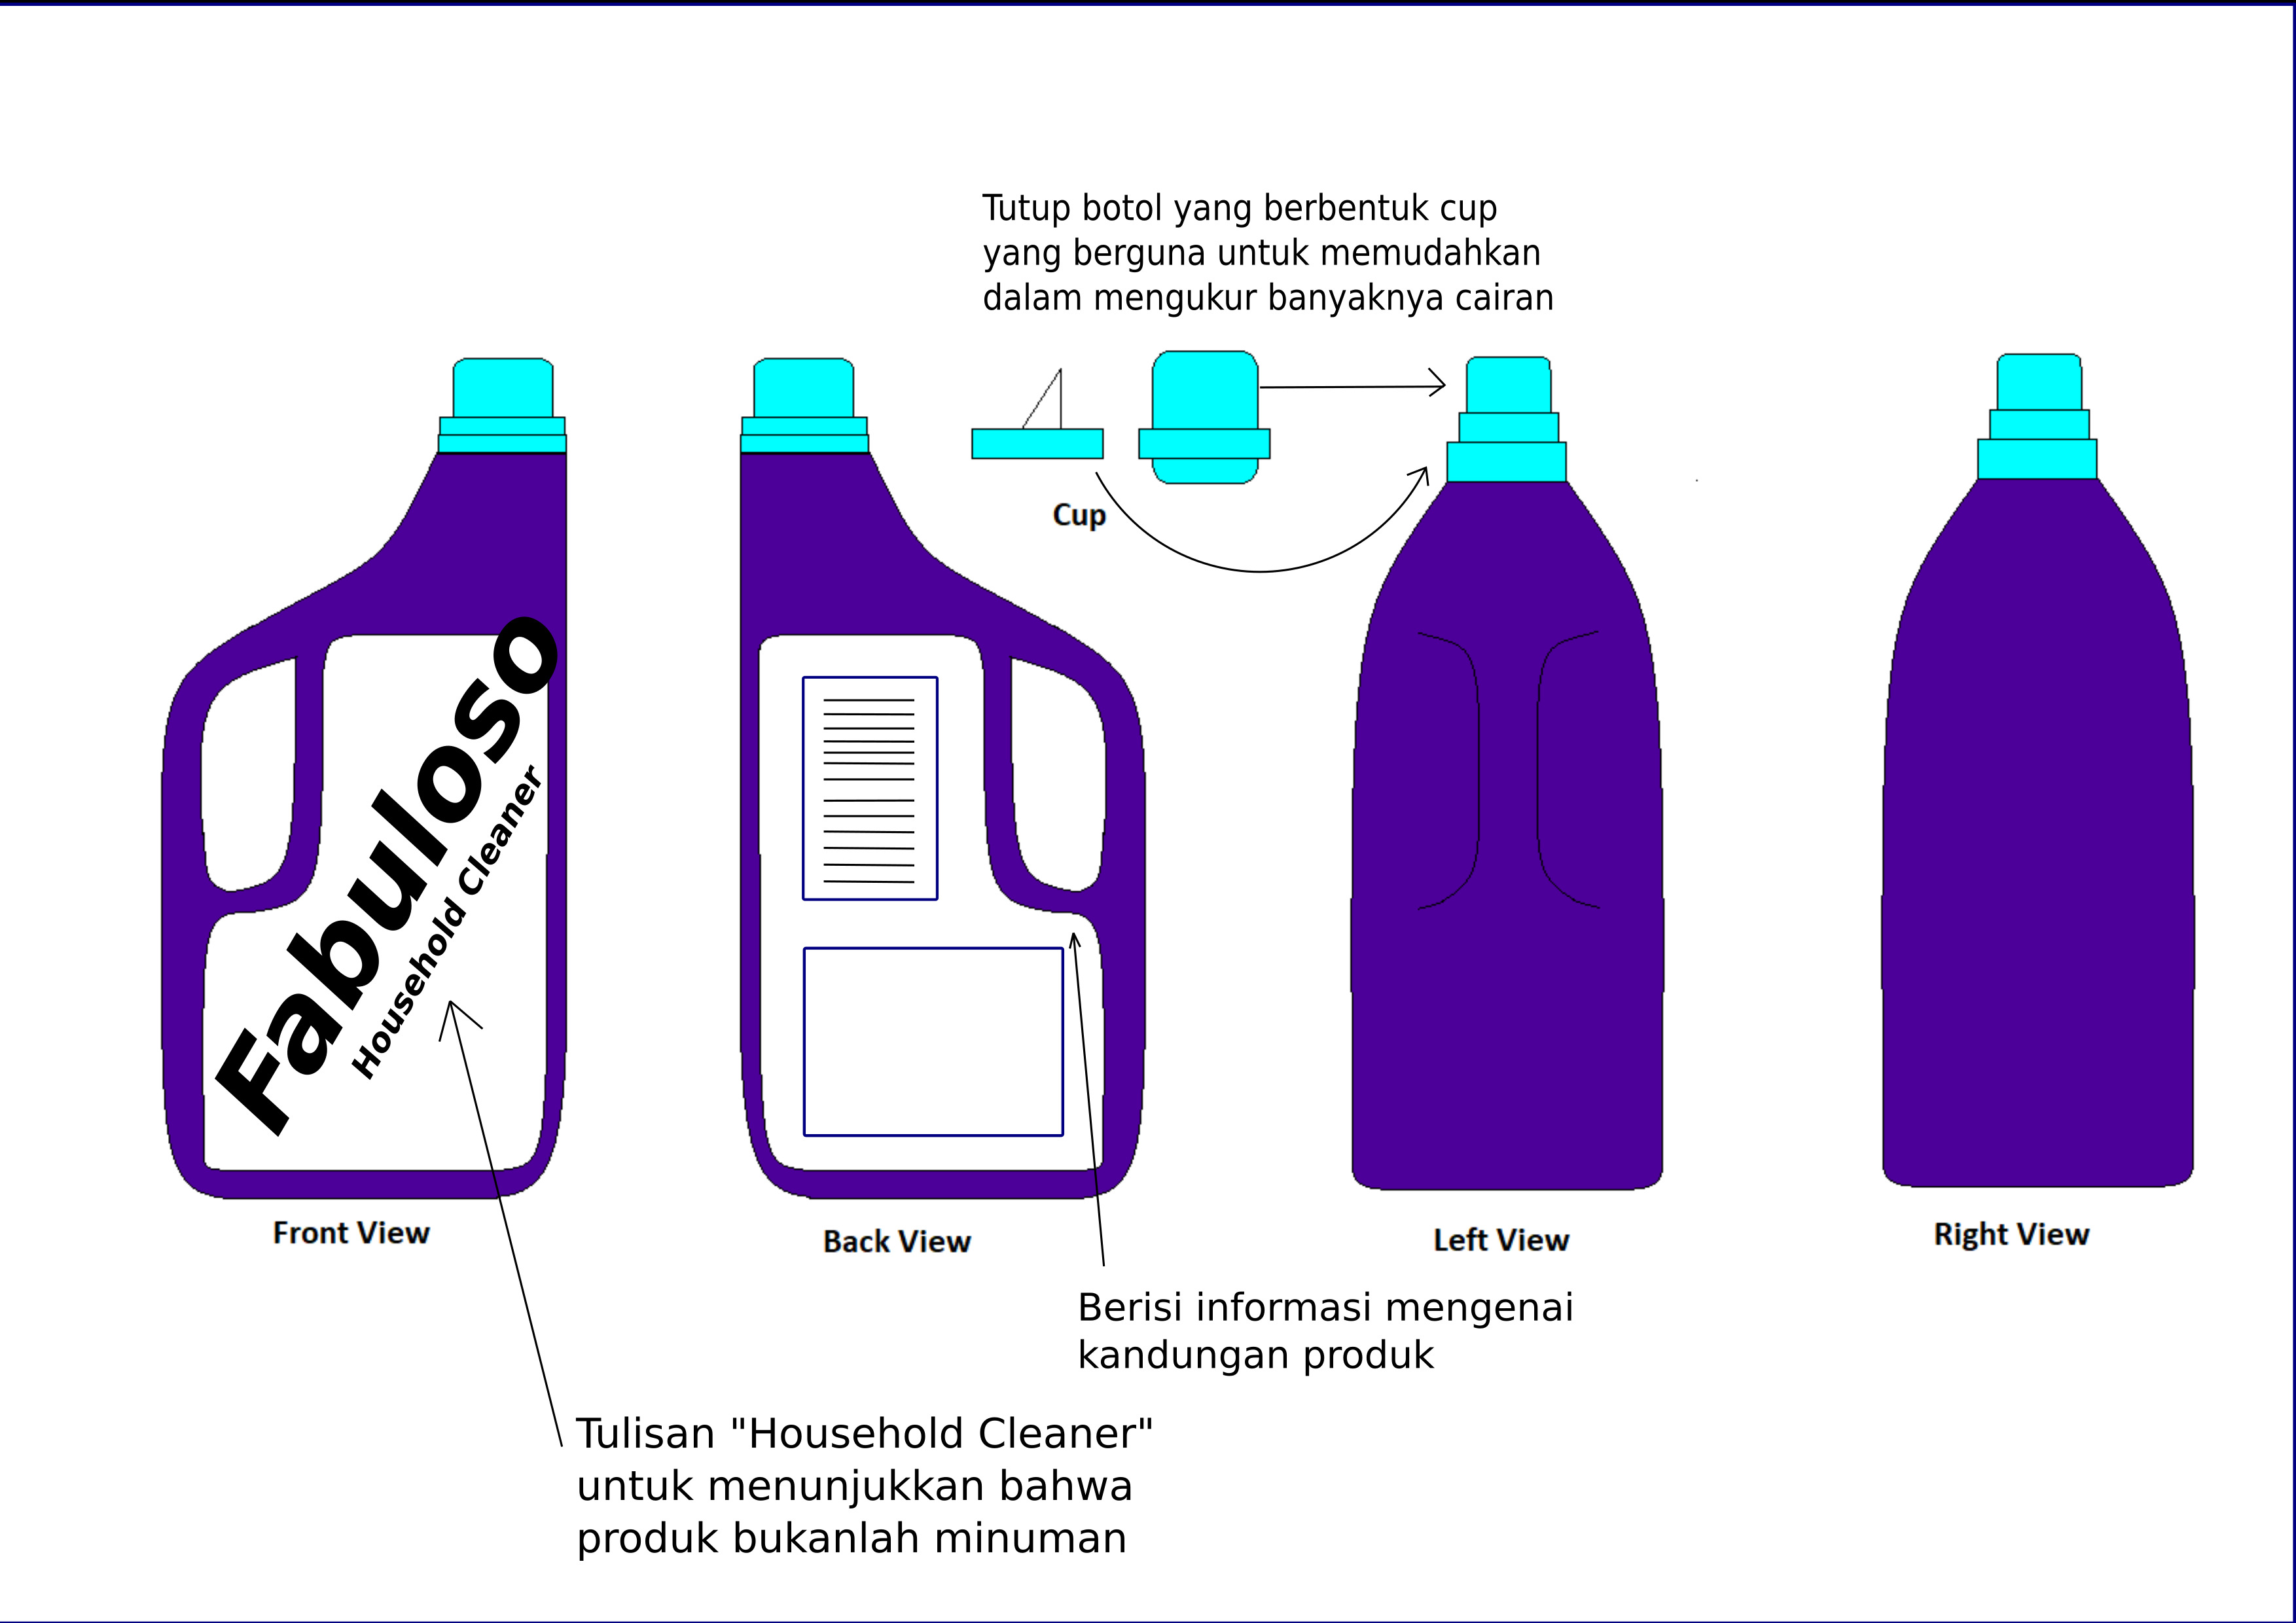 Tutup botol yang berbentuk cup
yang berguna untuk memudahkan
dalam mengukur banyaknya cairan
Cup
Fabuloso
Household Cleaner
Front View
Back View
Left View
Right View
Berisi informasi mengenai
kandungan produk
Tulisan "Household Cleaner"
untuk menunjukkan bahwa
produk bukanlah minuman